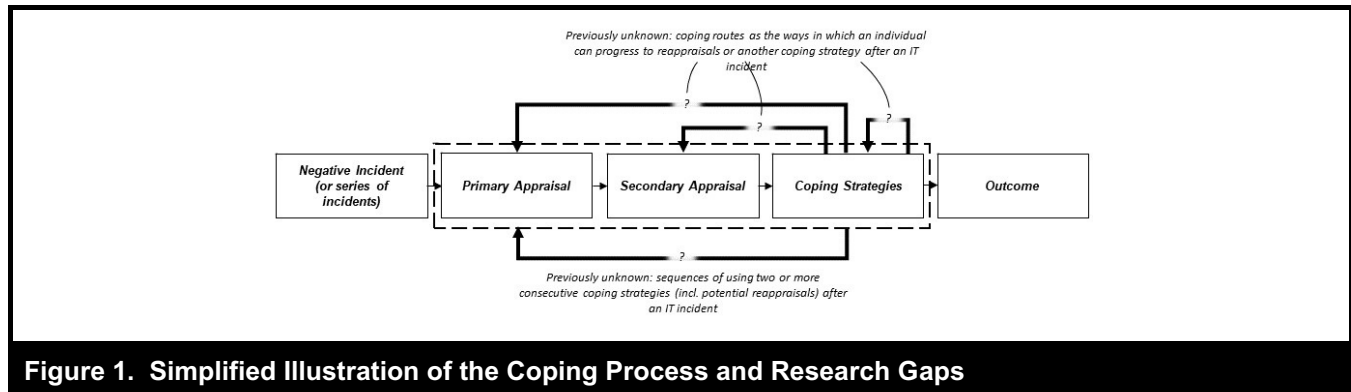 Previously unknown: coping routes as the ways in which an individual
can progress to reappraisals or another coping strategy after an IT
incident
?
?
?
Negative Incident
(or series of
incidents)
Primary Appraisal
Secondary Appraisal
Coping Strategies
Outcome
?
Previously unknown: sequences of using two or more
consecutive coping strategies (incl. potential reappraisals) after
an IT incident
Figure 1. Simplified Illustration of the Coping Process and Research Gaps